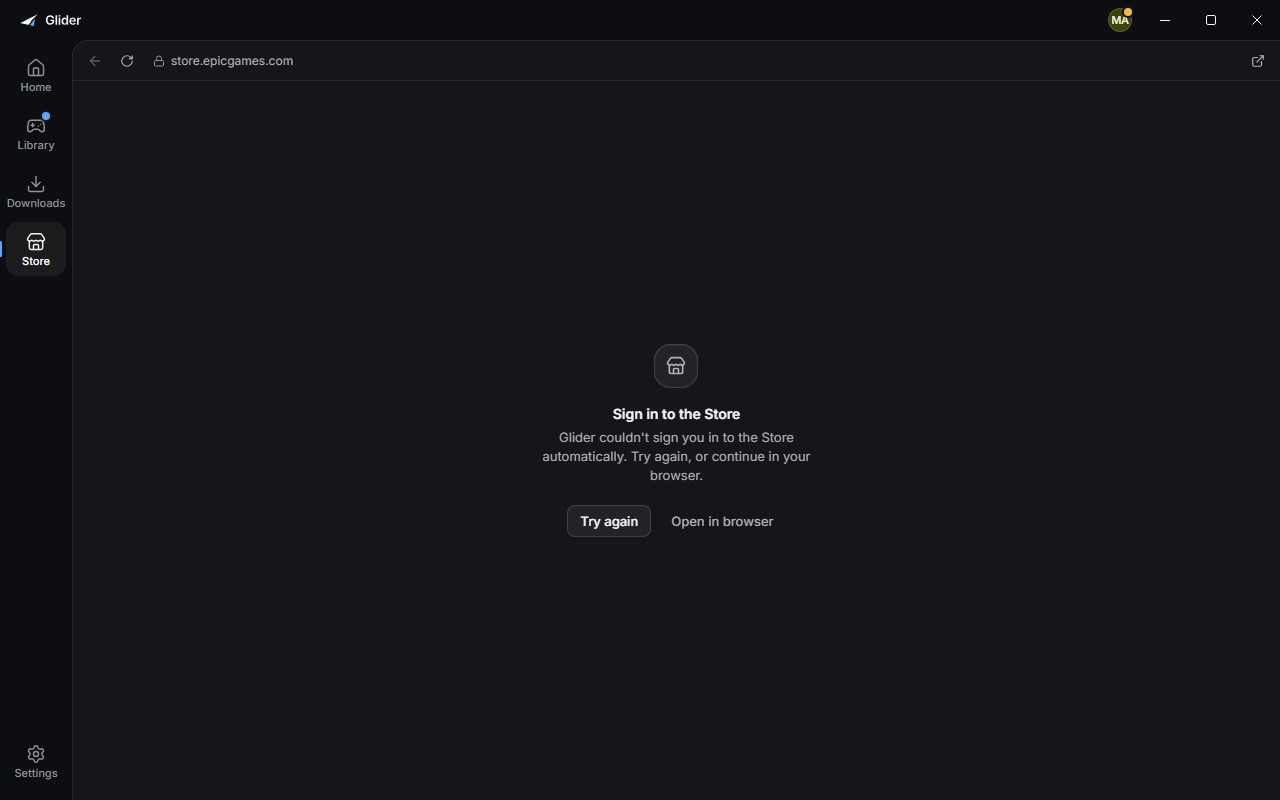 Glider
MA
store.epicgames.com
Home
Library
Downloads
Store
Sign in to the Store
Glider couldn't sign you in to the Store
automatically. Try again, or continue in your
browser.
Try again
Open in browser
Settings